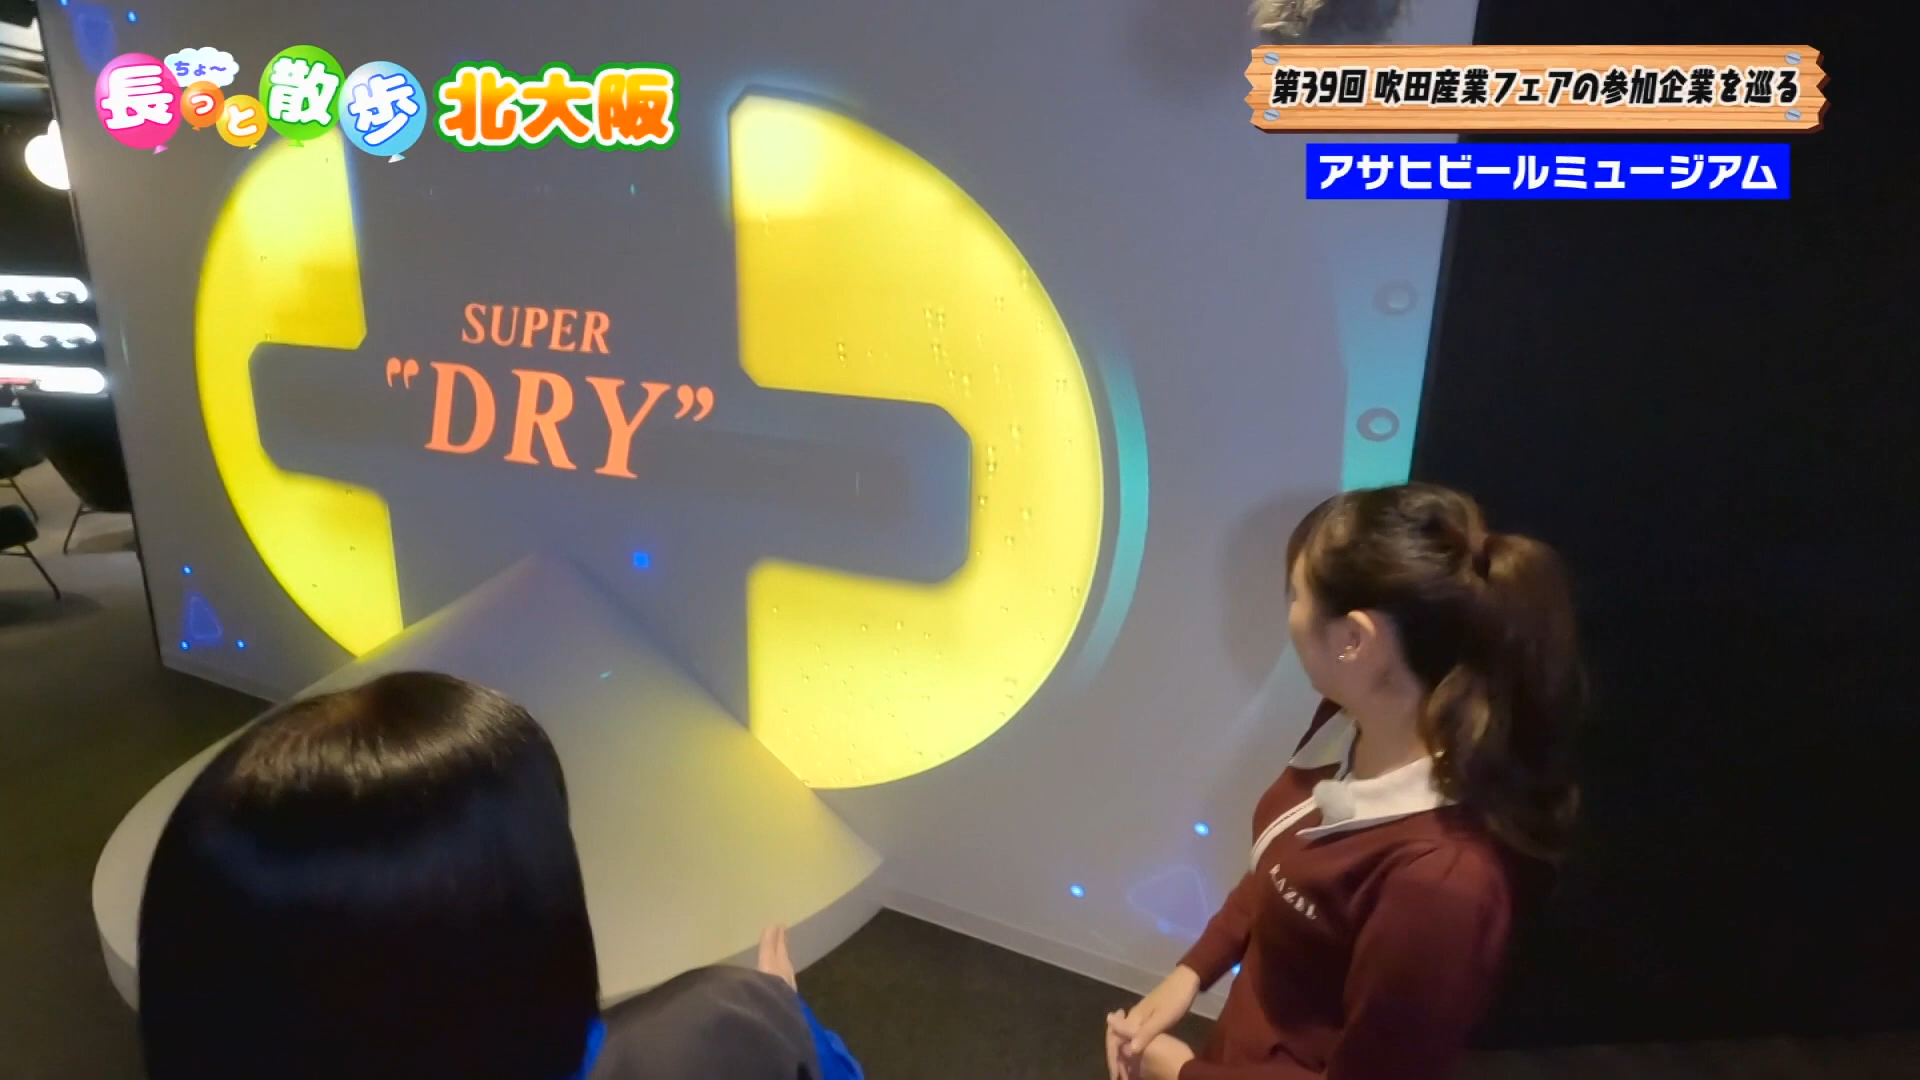 長ちょ〜っと散歩 北大阪
第39回 吹田産業フェアの参加企業を巡る
アサヒビールミュージアム
SUPER
"DRY"
RAZEL